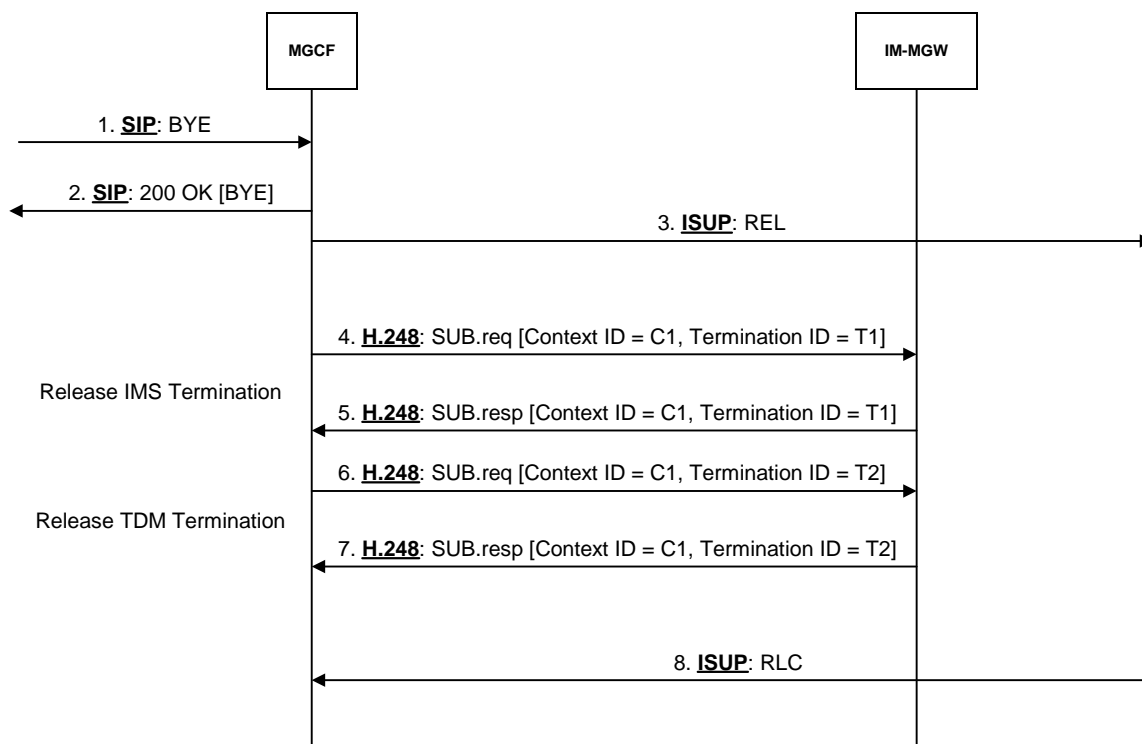 MGCF
IM-MGW
1. SIP: BYE
2. SIP: 200 OK [BYE]
3. ISUP: REL
4. H.248: SUB.req [Context ID = C1, Termination ID = T1]
Release IMS Termination
5. H.248: SUB.resp [Context ID = C1, Termination ID = T1]
6. H.248: SUB.req [Context ID = C1, Termination ID = T2]
Release TDM Termination
7. H.248: SUB.resp [Context ID = C1, Termination ID = T2]
8. ISUP: RLC